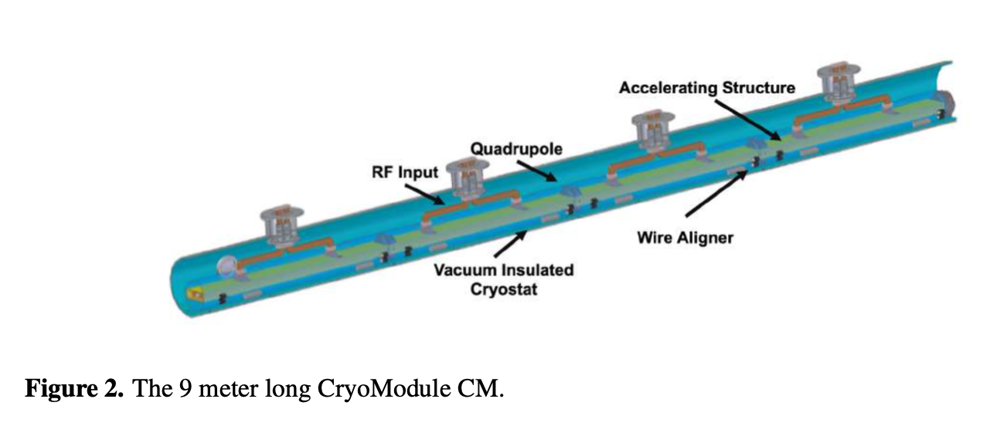 Accelerating Structure
Quadrupole
RF Input
Wire Aligner
Vacuum Insulated
Cryostat
Figure 2. The 9 meter long CryoModule CM.